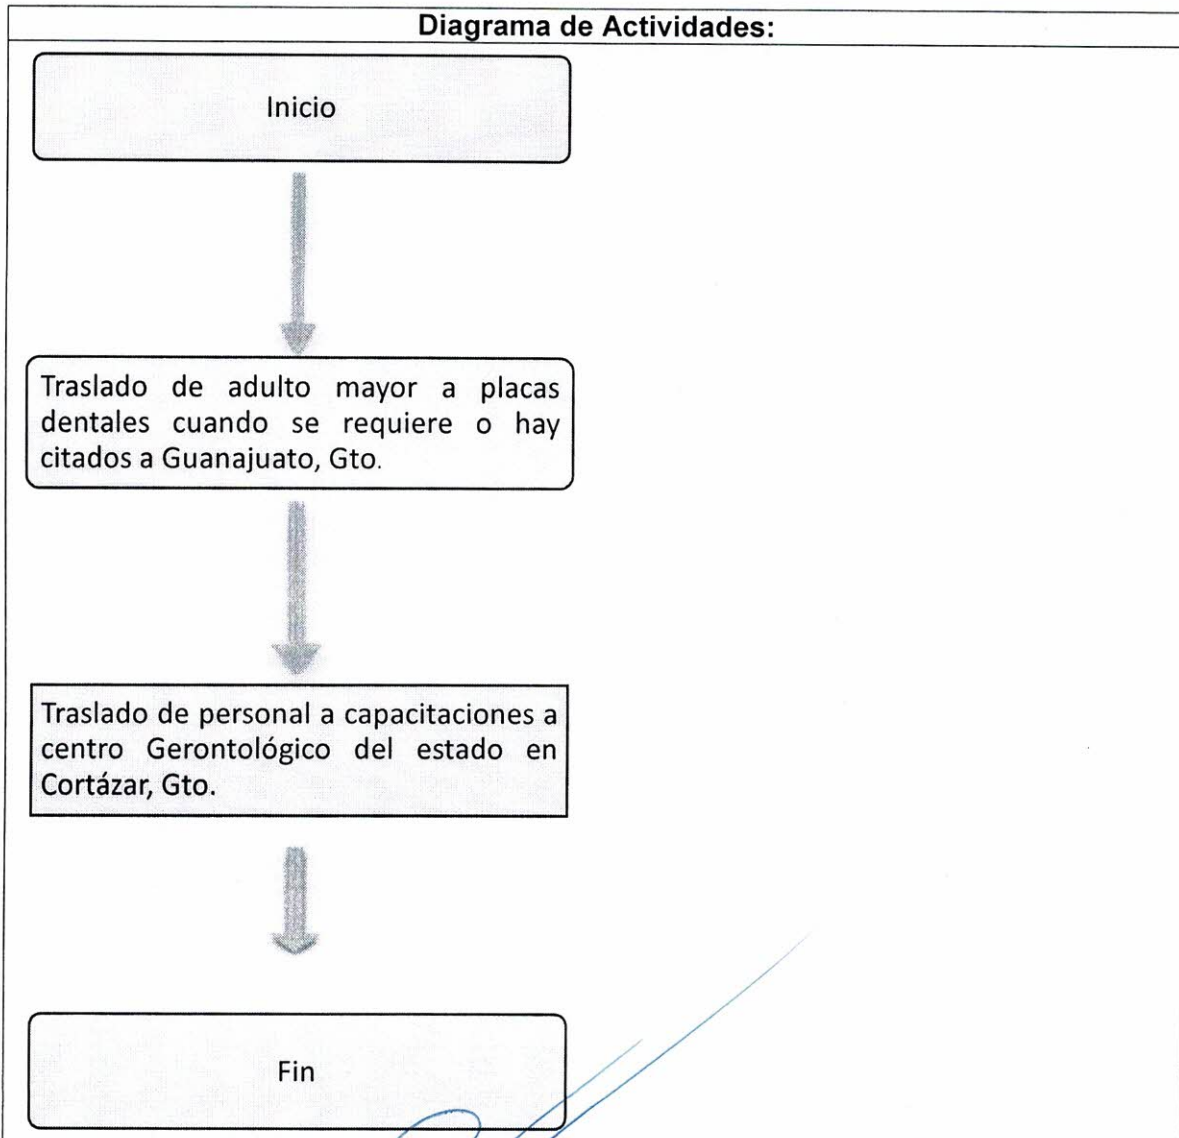 Diagrama de Actividades:
Inicio
Traslado de adulto mayor a placas
dentales cuando se requiere o hay
citados a Guanajuato, Gto.
Traslado de personal a capacitaciones a
centro Gerontológico del estado en
Cortázar, Gto.
Fin